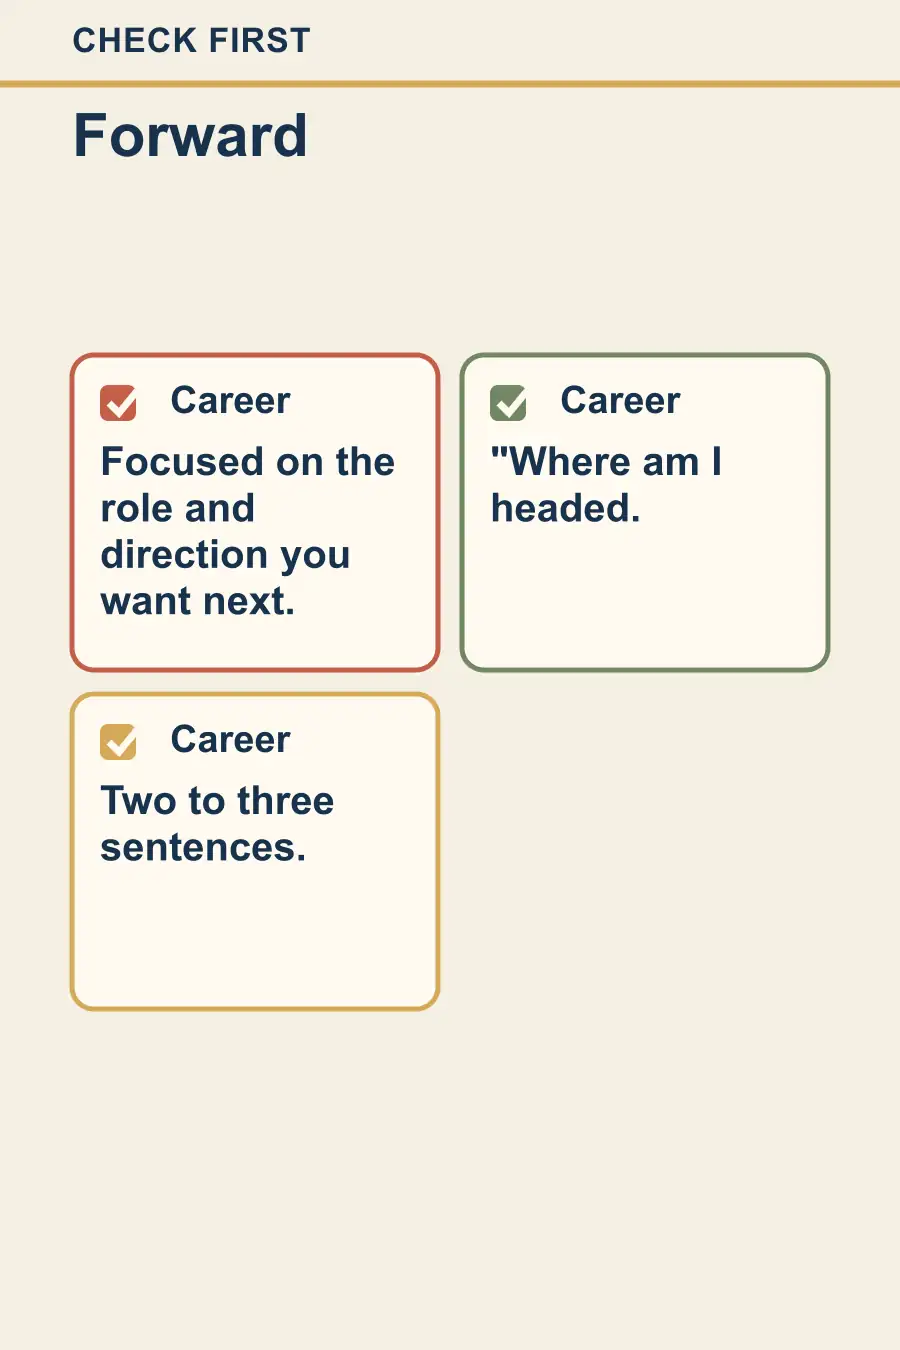 CHECK FIRST
Forward
Career
Focused on the
role and
direction you
want next.
Career
"Where am I
headed.
Career
Two to three
sentences.